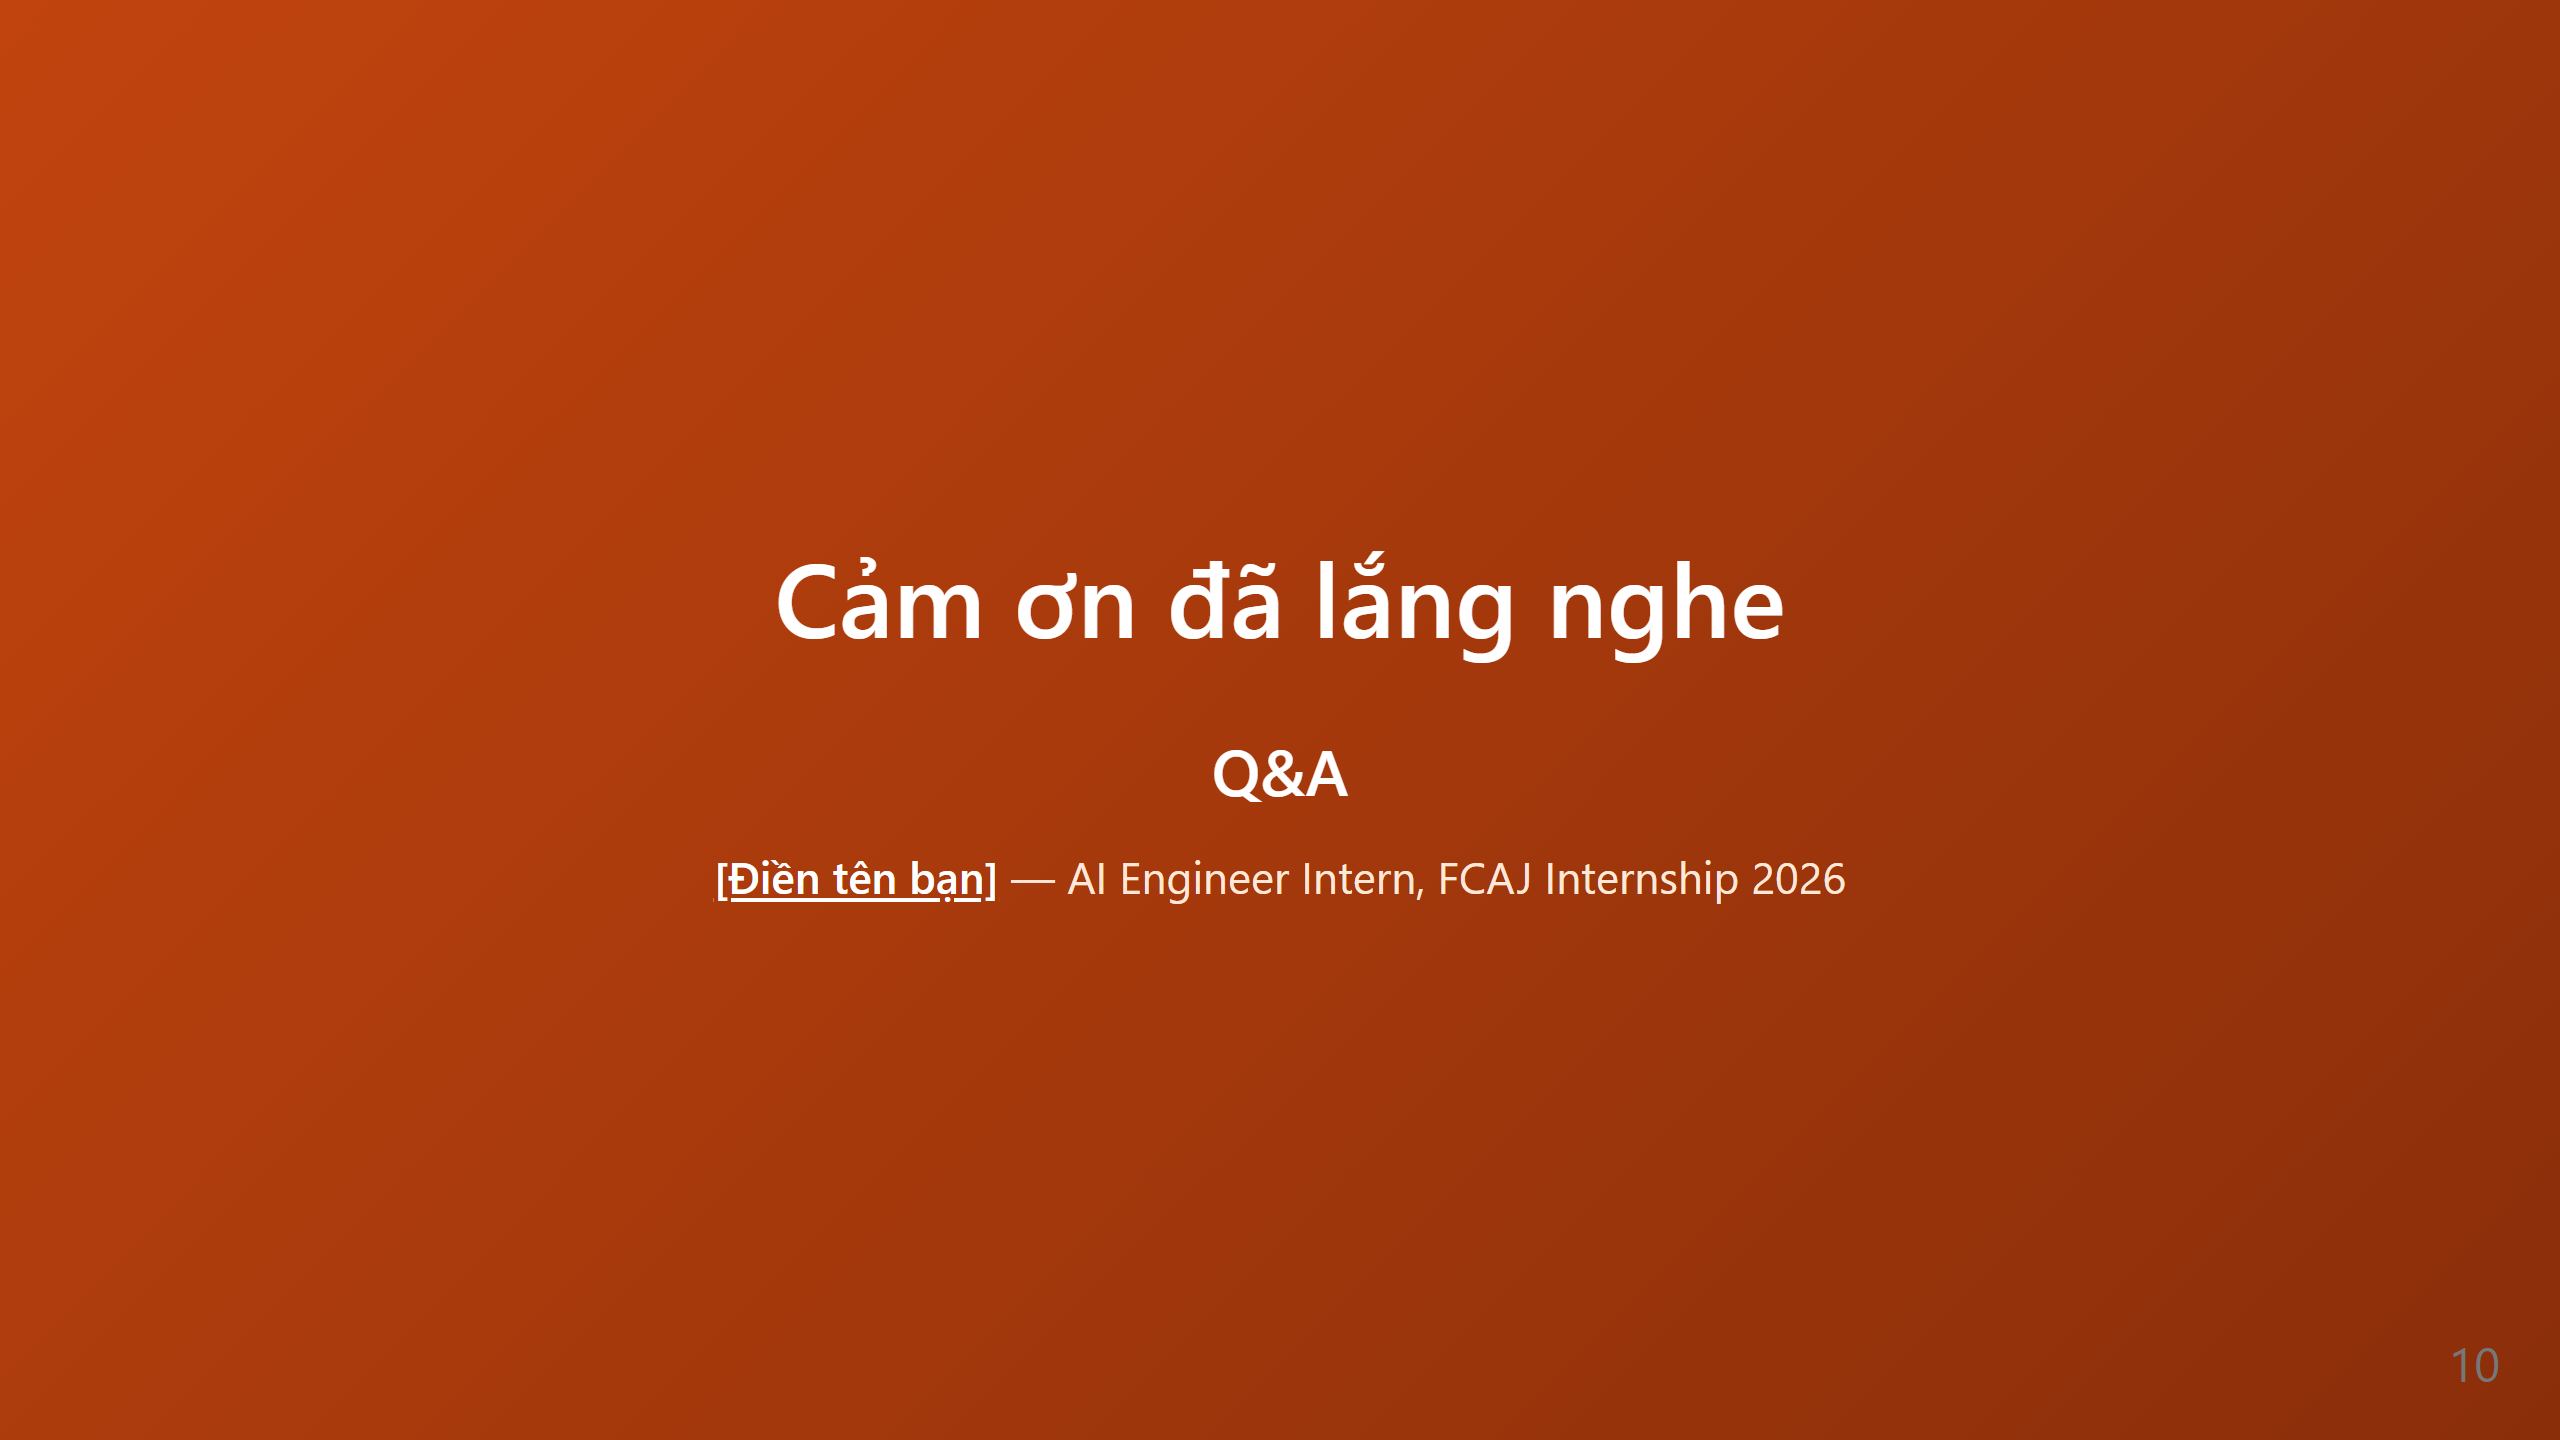 Cảm ơn đã lắng nghe
Q&A
[Điền tên bạn] — AI Engineer Intern, FCAJ Internship 2026
10